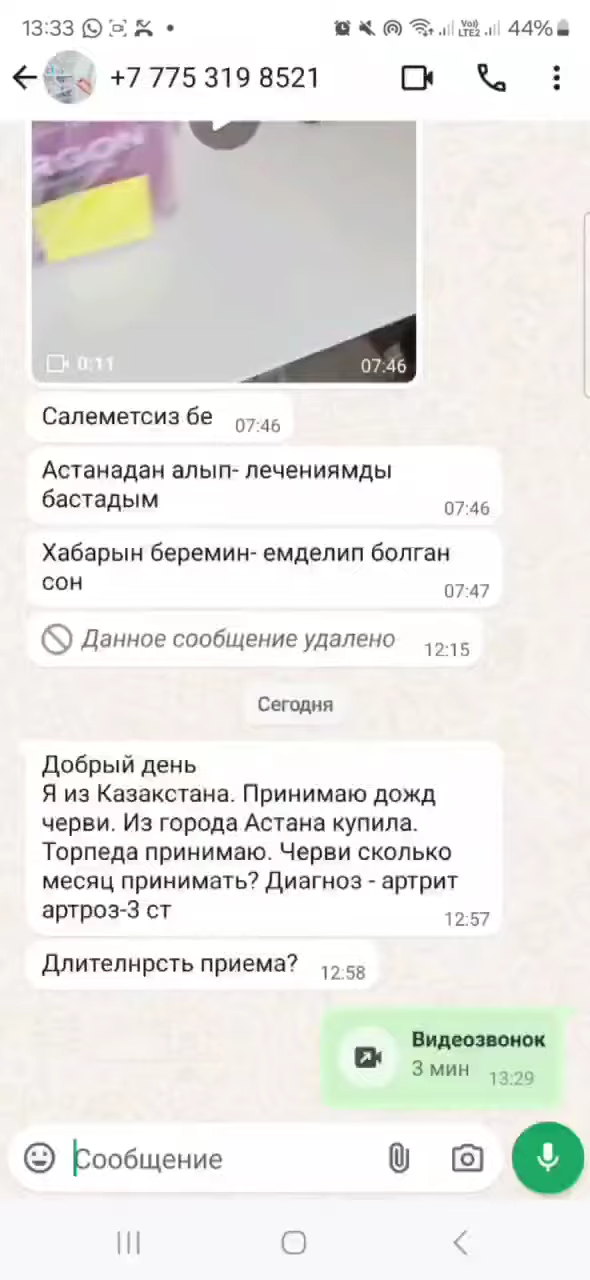 13:33
Vo)) LTE2 44%
+7 775 319 8521
RGON
0:11 07:46
Салеметсиз бе 07:46
Астанадан алып- лечениямды
бастадым 07:46
Хабарын беремин- емделип болган
сон 07:47
Данное сообщение удалено 12:15
Сегодня
Добрый день
Я из Казакстана. Принимаю дожд
черви. Из города Астана купила.
Торпеда принимаю. Черви сколько
месяц принимать? Диагноз - артрит
артроз-3 ст 12:57
Длителнрсть приема? 12:58
Видеозвонок
3 мин 13:29
Сообщение